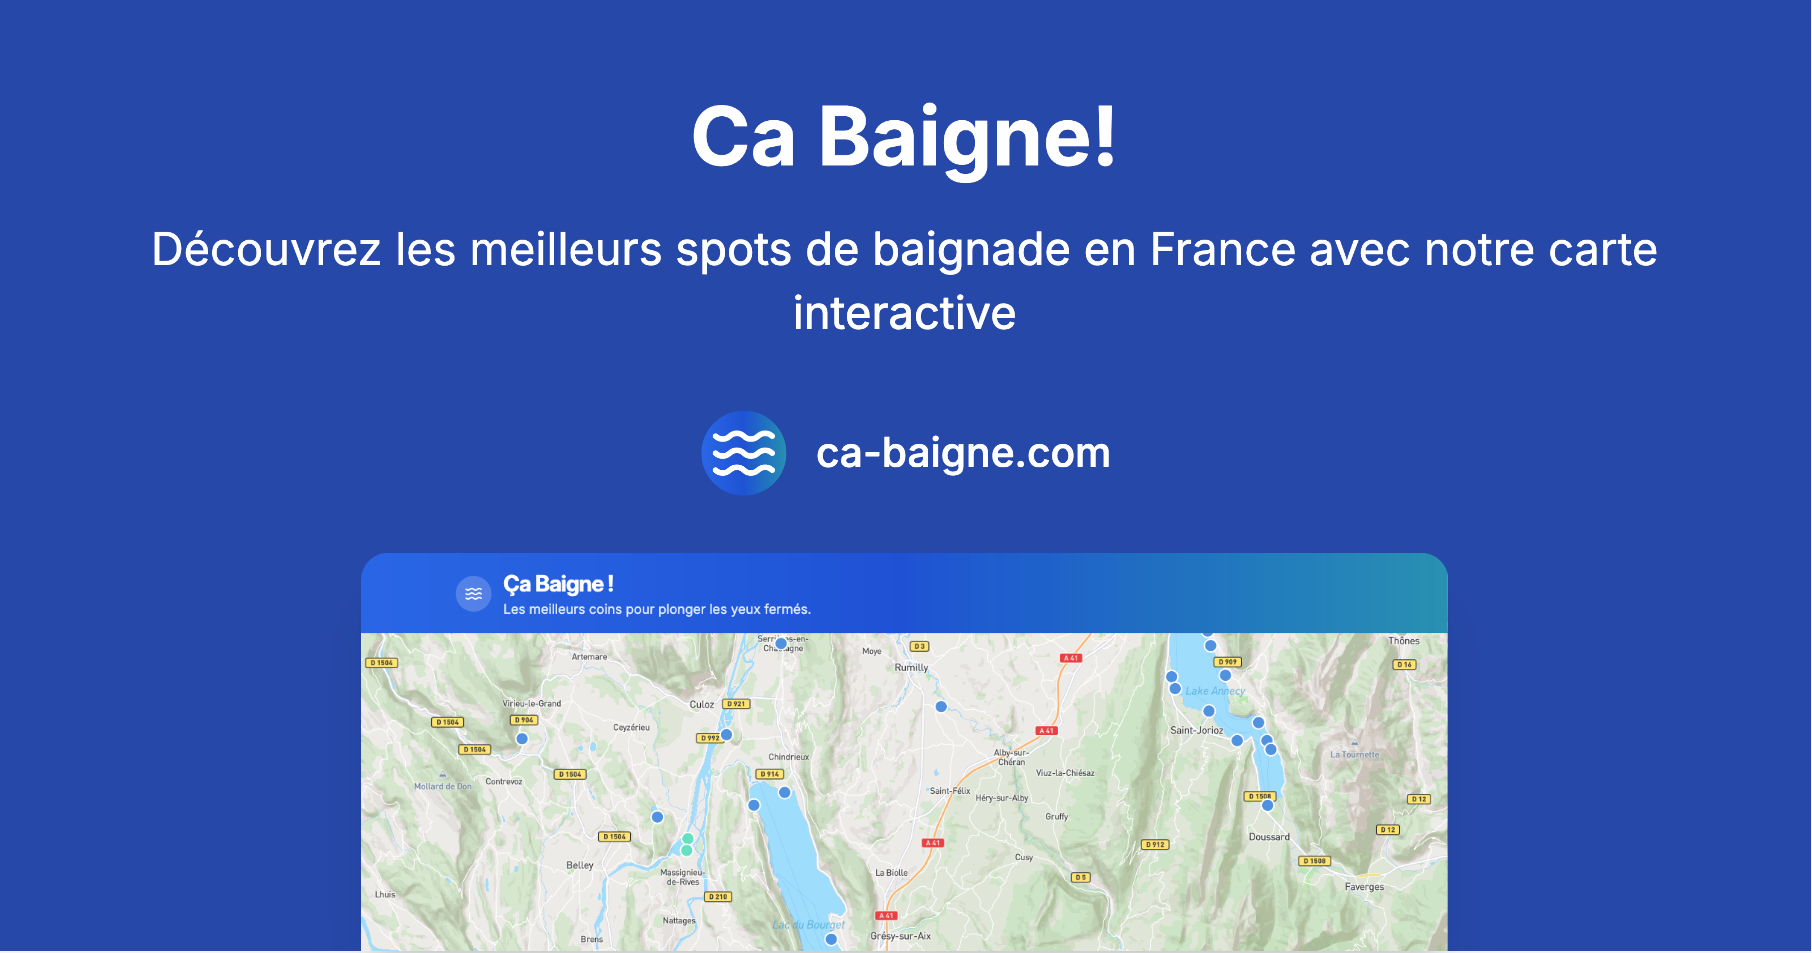 Ca Baigne!
Découvrez les meilleurs spots de baignade en France avec notre carte
interactive
ca-baigne.com
Ça Baigne !
Les meilleurs coins pour plonger les yeux fermés.
Thônes
D 1504
Artemare
Moye
D 3
Rumilly
A 41
D 909
D 16
Lake Annecy
Virieu-le-Grand
Culoz
D 921
D 1504
D 904
Ceyzérieu
D 992
A 41
Saint-Jorioz
D 1504
Chindrieux
Alby-sur-
Chéran
La Tournette
Mollard de Don
Contrevoz
D 1504
D 914
Viuz-la-Chiésaz
Saint-Félix
Héry-sur-Alby
D 1508
D 12
Gruffy
D 1504
D 12
Doussard
A 41
D 912
Belley
Cusy
D 1508
Massignieu-
de-Rives
La Biolle
D 5
Faverges
Lhuis
D 210
Nattages
A 41
Lac du Bourget
Brens
Grésy-sur-Aix